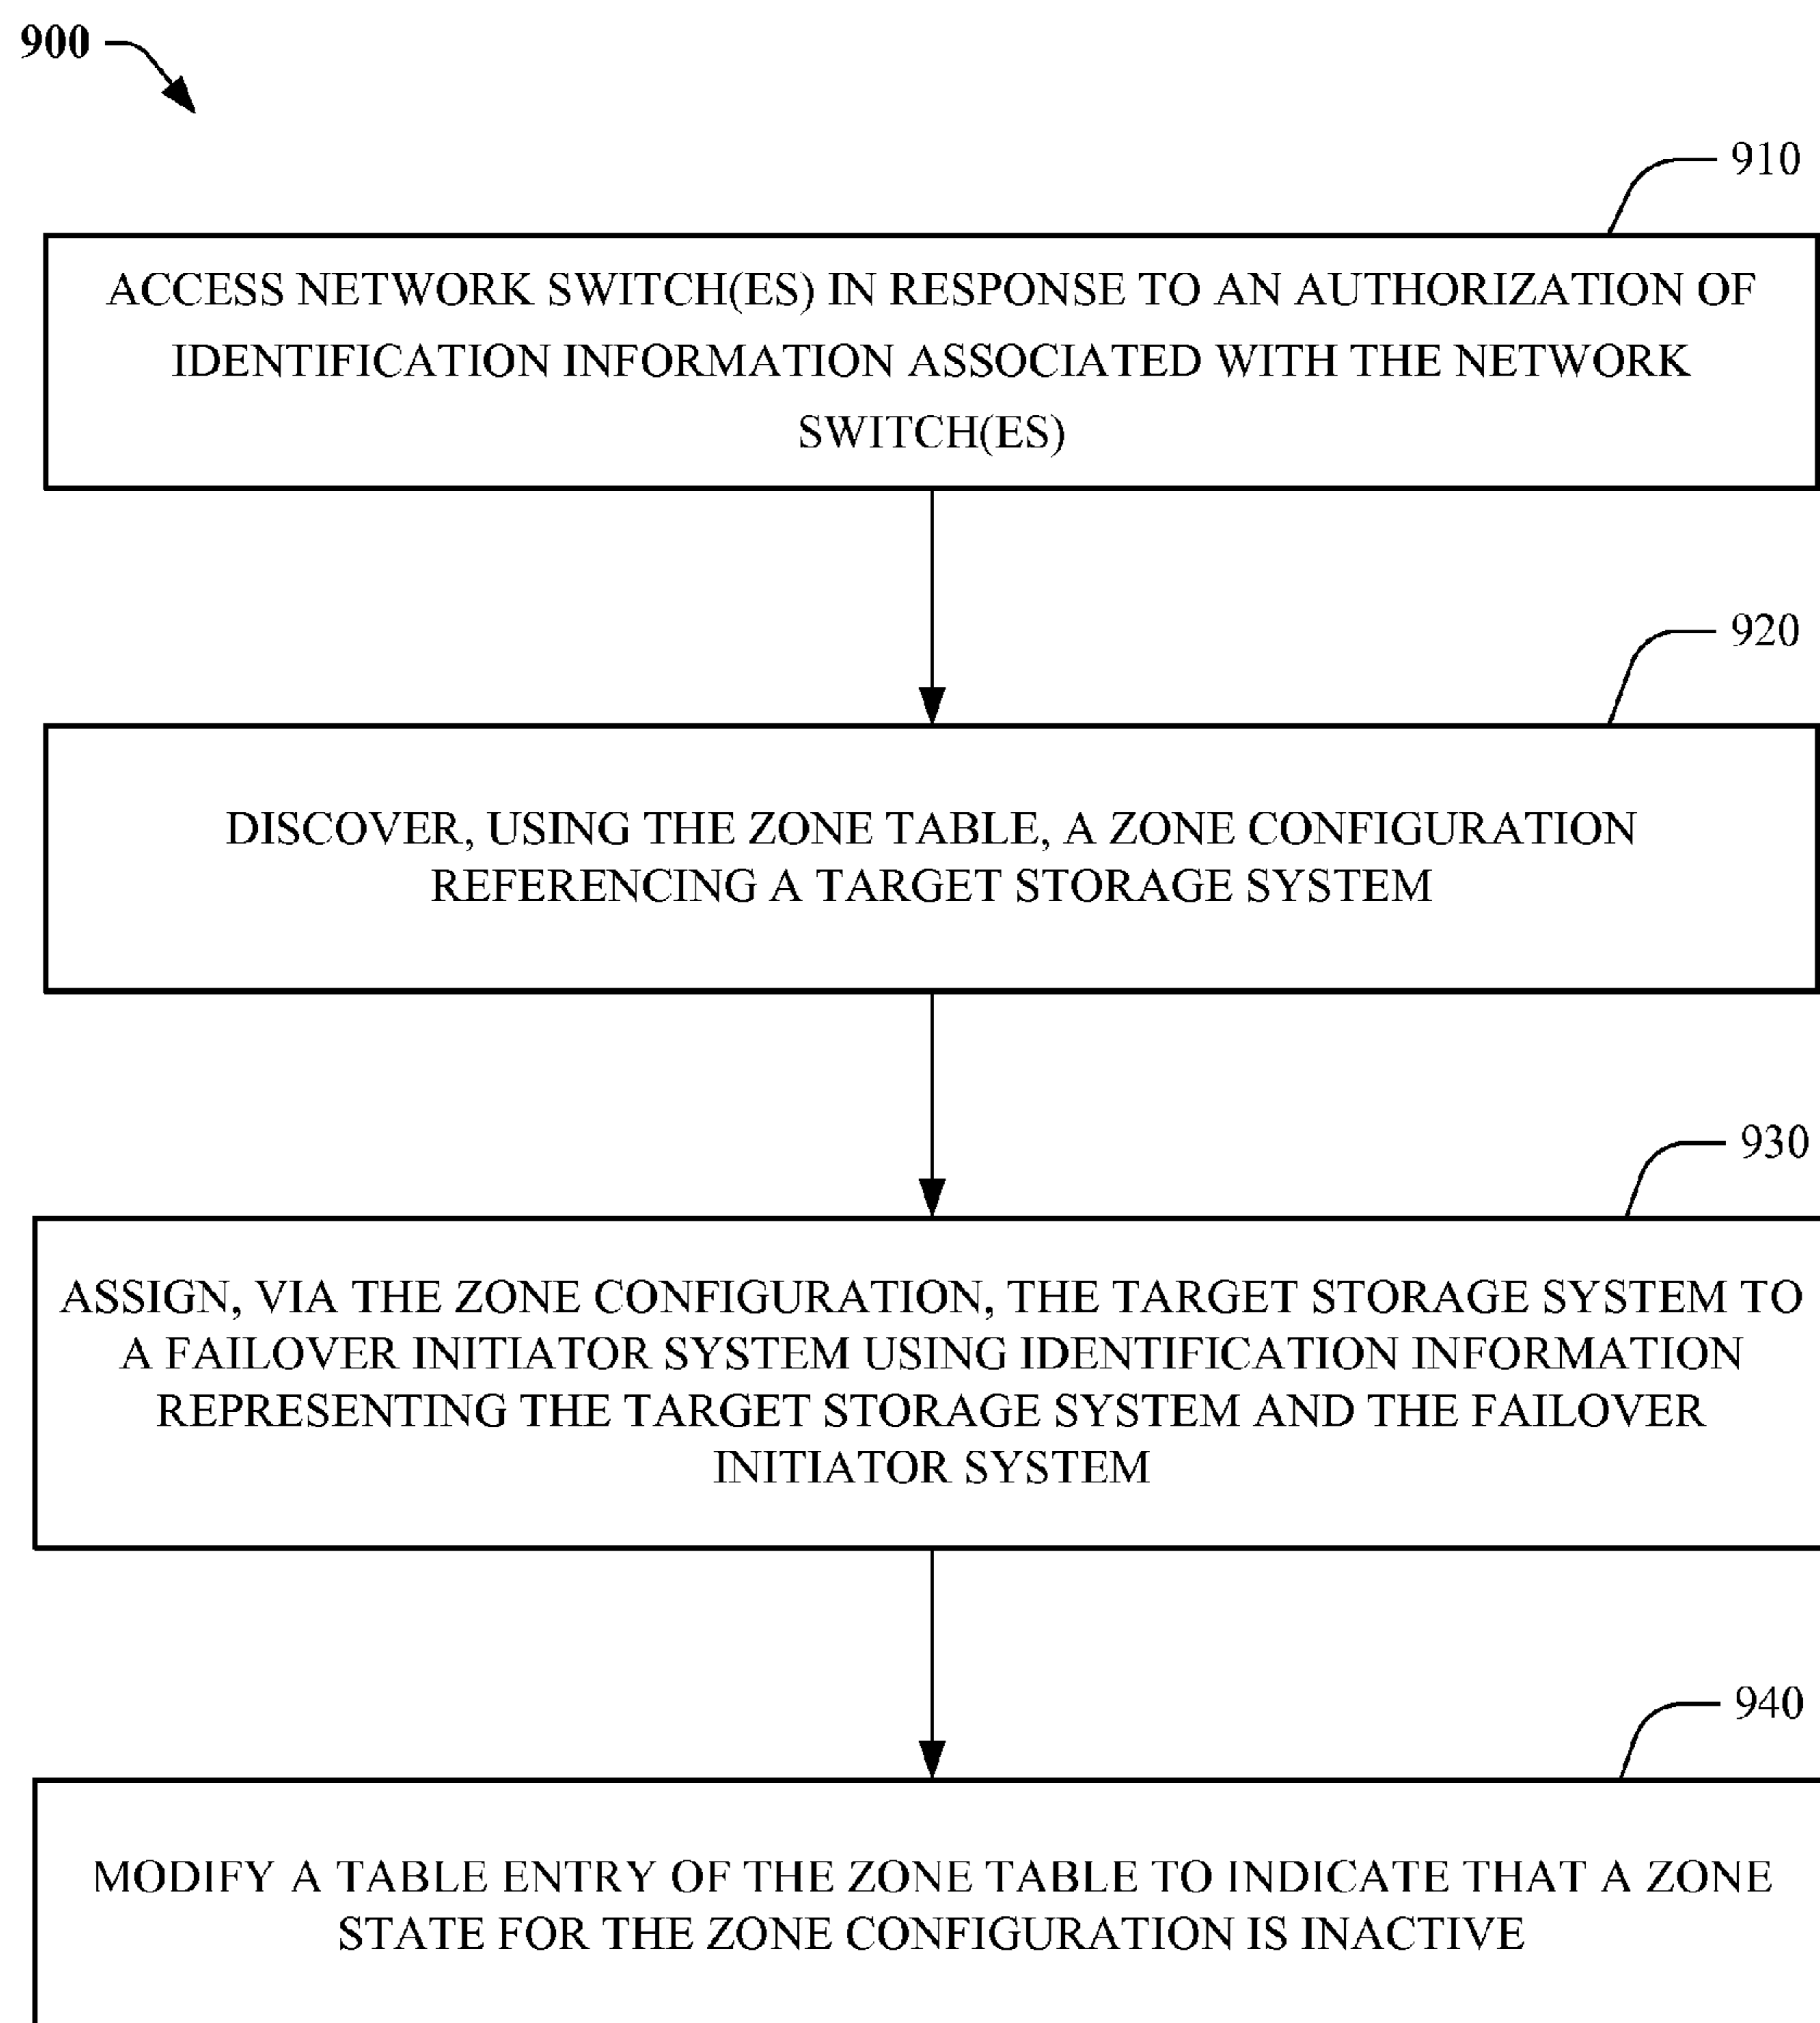 900
910
ACCESS NETWORK SWITCH(ES) IN RESPONSE TO AN AUTHORIZATION OF
IDENTIFICATION INFORMATION ASSOCIATED WITH THE NETWORK
SWITCH(ES)
920
DISCOVER, USING THE ZONE TABLE, A ZONE CONFIGURATION
REFERENCING A TARGET STORAGE SYSTEM
930
ASSIGN, VIA THE ZONE CONFIGURATION, THE TARGET STORAGE SYSTEM TO
A FAILOVER INITIATOR SYSTEM USING IDENTIFICATION INFORMATION
REPRESENTING THE TARGET STORAGE SYSTEM AND THE FAILOVER
INITIATOR SYSTEM
940
MODIFY A TABLE ENTRY OF THE ZONE TABLE TO INDICATE THAT A ZONE
STATE FOR THE ZONE CONFIGURATION IS INACTIVE